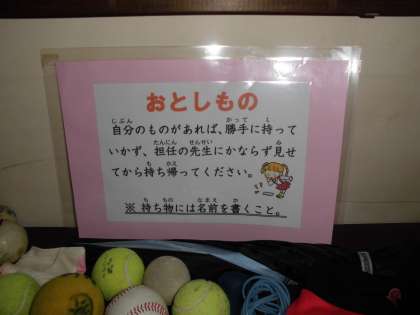 おとしもの
自分のものがあれば、勝手に持って
いかず、担任の先生にかならず見せ
てから持ち帰ってください。
※ 持ち物には名前を書くこと。